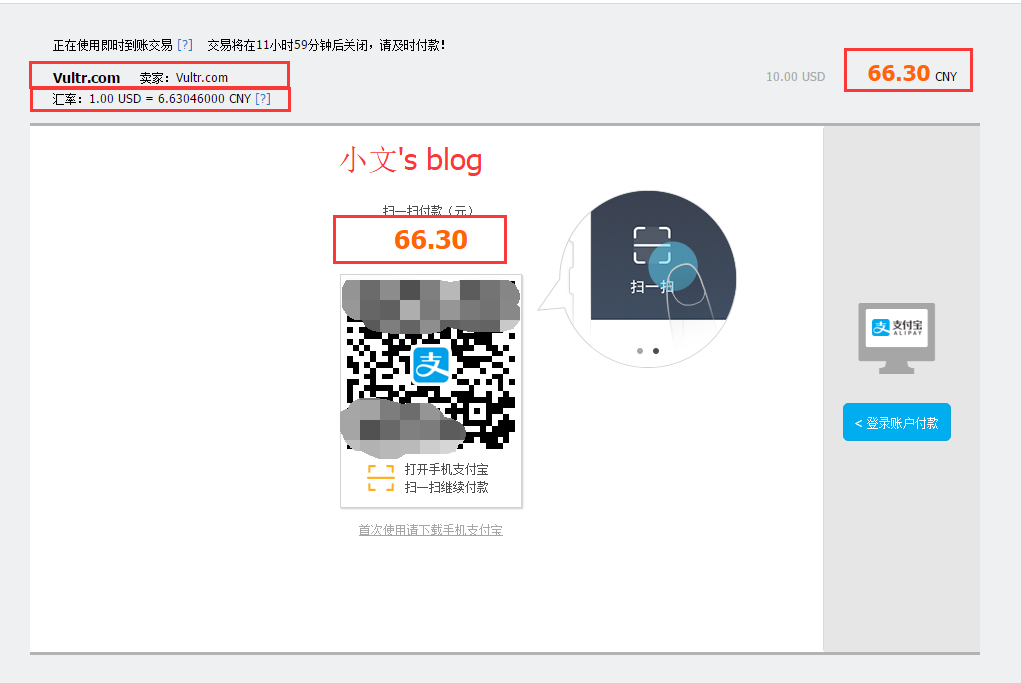 正在使用即时到账交易 [?] 交易将在11小时59分钟后关闭，请及时付款！
Vultr.com 卖家：Vultr.com
10.00 USD
66.30 CNY
汇率：1.00 USD = 6.63046000 CNY [?]
小文's blog
扫一扫付款（元）
66.30
扫一扫
支
支付宝
ALIPAY
< 登录账户付款
打开手机支付宝
扫一扫继续付款
首次使用请下载手机支付宝